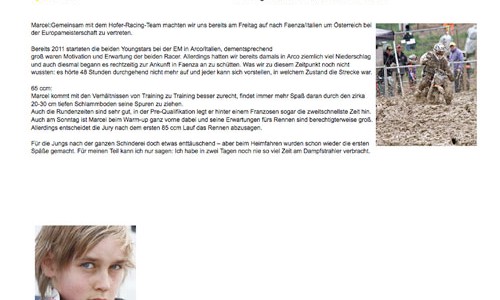 Marcel:Gemeinsam mit dem Hofer-Racing-Team machten wir uns bereits am Freitag auf nach Faenza/Italien um Österreich bei
der Europameisterschaft zu vertreten.
Bereits 2011 starteten die beiden Youngstars bei der EM in Arco/Italien, dementsprechend
groß waren Motivation und Erwartung der beiden Racer. Allerdings hatten wir bereits damals in Arco ziemlich viel Niederschlag
und auch diesmal begann es rechtzeitig zur Ankunft in Faenza an zu schütten. Was wir zu diesem Zeitpunkt noch nicht
wussten: es hörte 48 Stunden durchgehend nicht mehr auf und jeder kann sich vorstellen, in welchem Zustand die Strecke war.
65 ccm:
Marcel kommt mit den Verhältnissen von Training zu Training besser zurecht, findet immer mehr Spaß daran durch den zirka
20-30 cm tiefen Schlammboden seine Spuren zu ziehen.
Auch die Rundenzeiten sind sehr gut, in der Pre-Qualifikation legt er hinter einem Franzosen sogar die zweitschnellste Zeit hin.
Auch am Sonntag ist Marcel beim Warm-up ganz vorne dabei und seine Erwartungen fürs Rennen sind berechtigterweise groß.
Allerdings entscheidet die Jury nach dem ersten 85 ccm Lauf das Rennen abzusagen.
Für die Jungs nach der ganzen Schinderei doch etwas enttäuschend – aber beim Heimfahren wurden schon wieder die ersten
Späße gemacht. Für meinen Teil kann ich nur sagen: Ich habe in zwei Tagen noch nie so viel Zeit am Dampfstrahler verbracht.